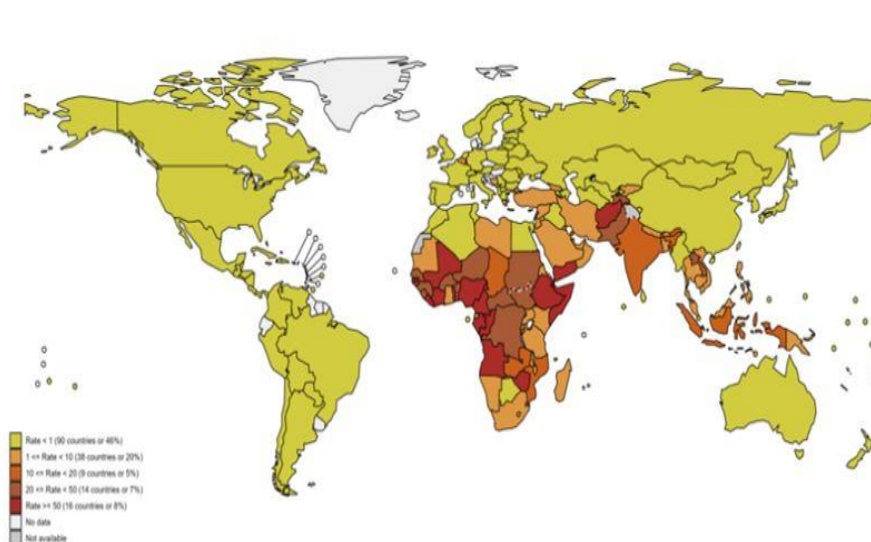 Rate < 1 (90 countries or 46%)
1 <= Rate < 10 (38 countries or 20%)
10 <= Rate < 20 (9 countries or 5%)
20 <= Rate < 50 (14 countries or 7%)
Rate >= 50 (16 countries or 8%)
No data
Not available